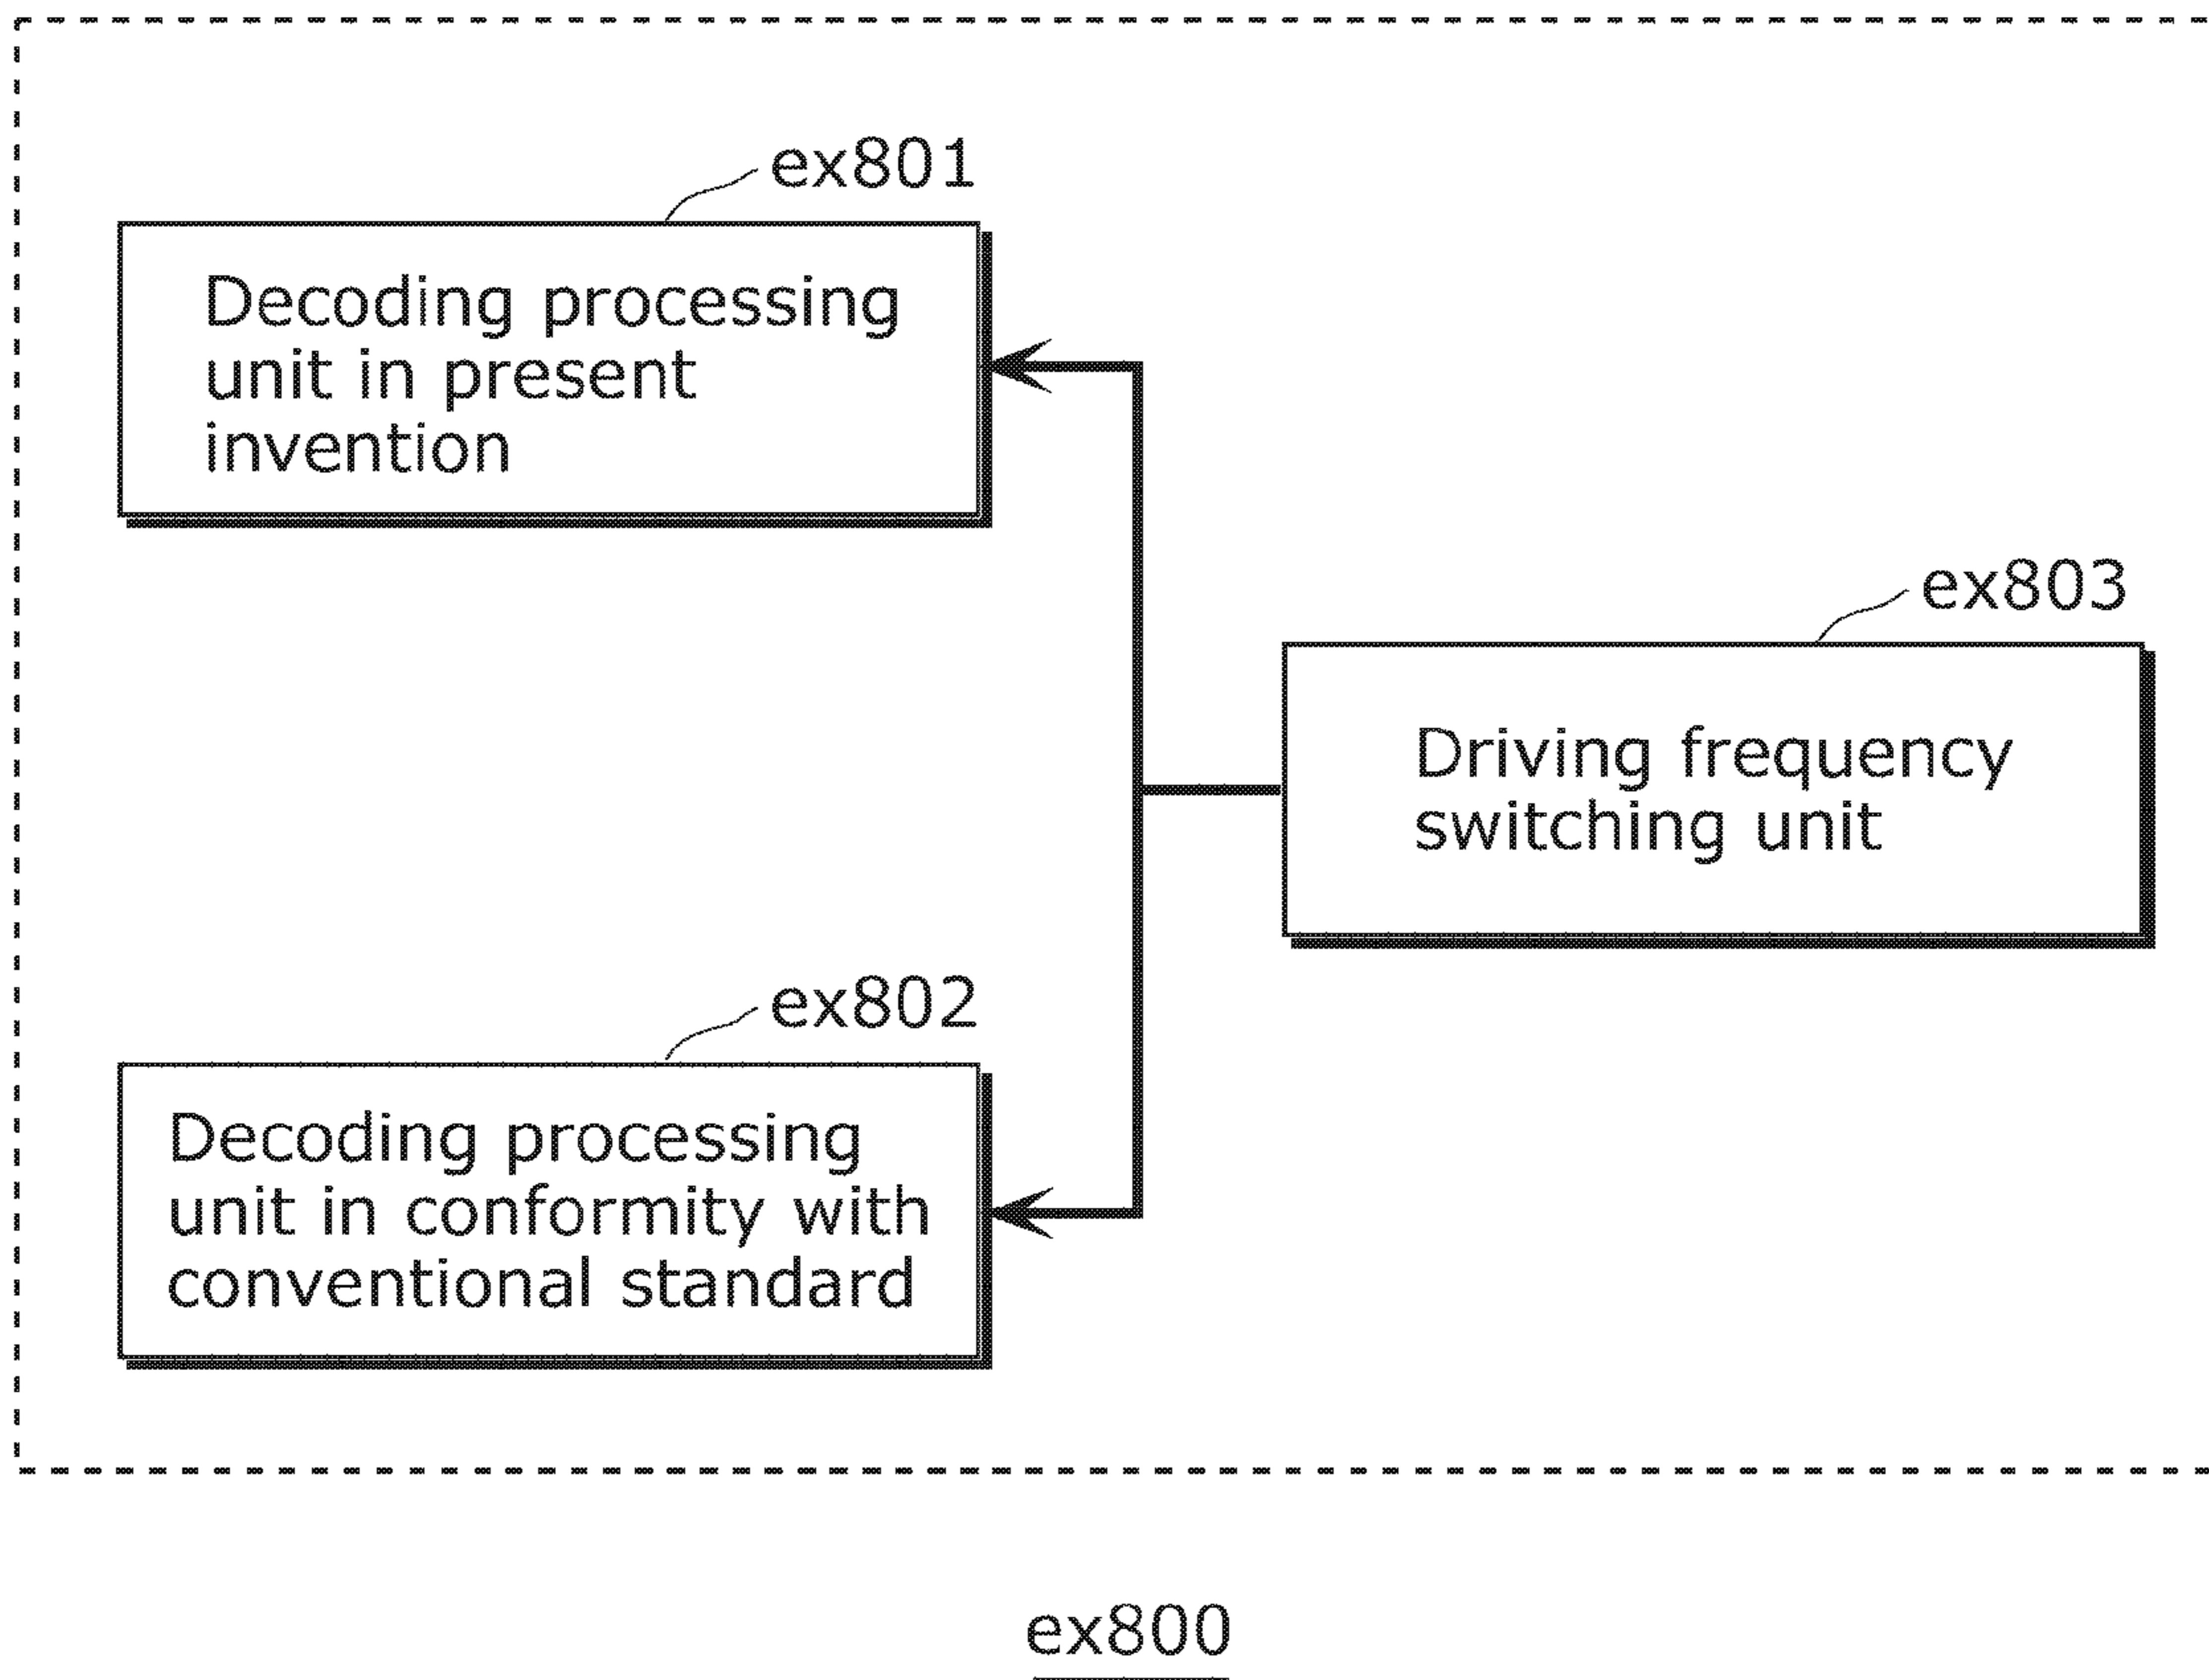 ex801
Decoding processing
unit in present
invention
ex803
Driving frequency
switching unit
ex802
Decoding processing
unit in conformity with
conventional standard
ex800